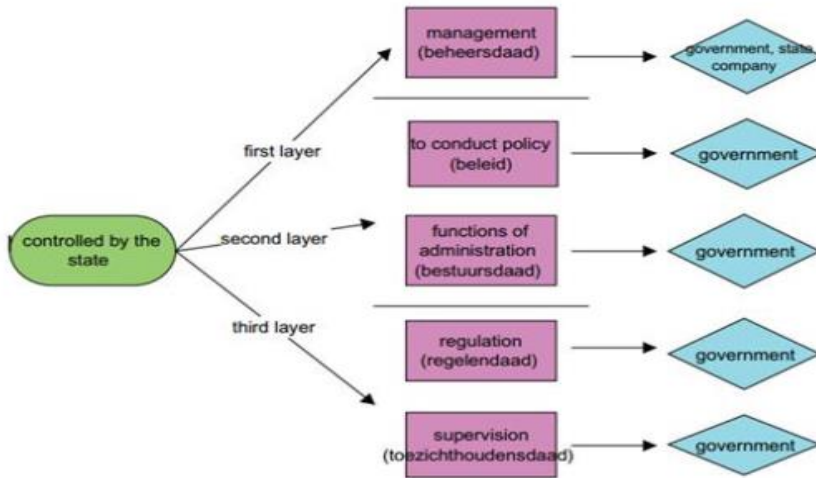 management
(beheersdaad)
government, state
company
first layer
to conduct policy
(beleid)
government
controlled by the
state
second layer
functions of
administration
(bestuursdaad)
government
third layer
regulation
(regelendaad)
government
supervision
(toezichthoudensdaad)
government